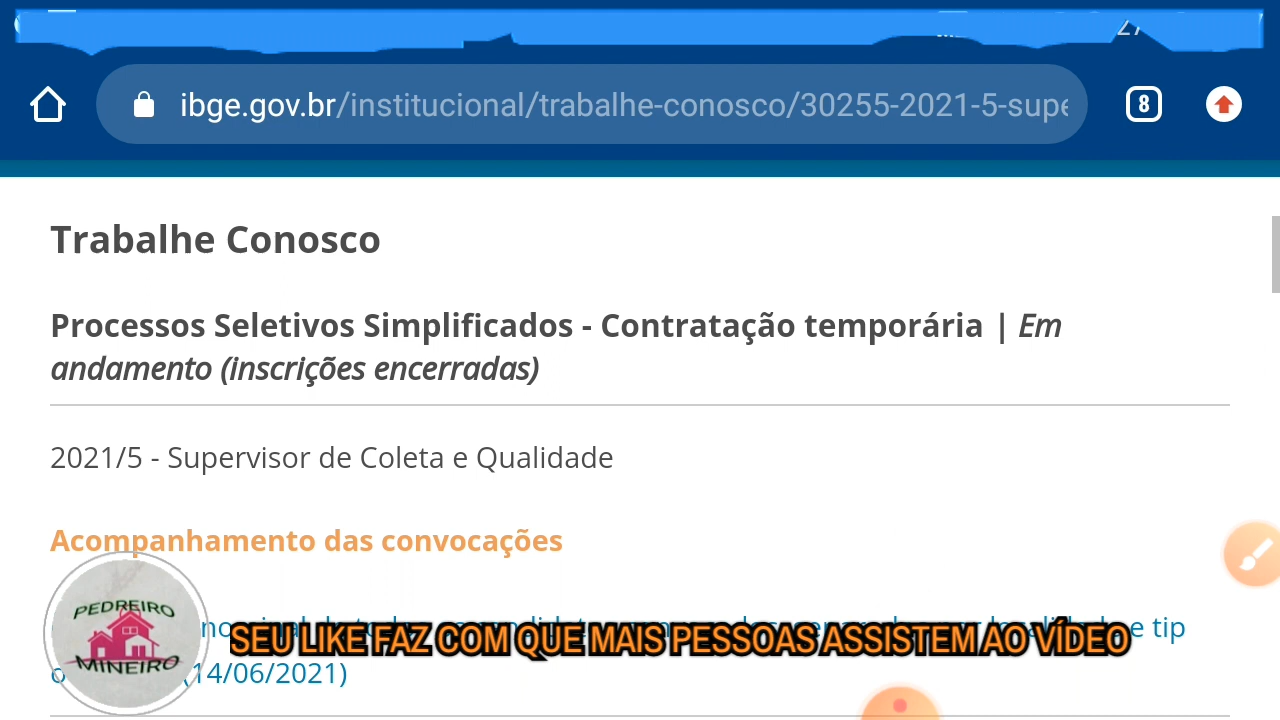 27
ibge.gov.br/institucional/trabalhe-conosco/30255-2021-5-supe
8
Trabalhe Conosco
Processos Seletivos Simplificados - Contratação temporária | Em
andamento (inscrições encerradas)
2021/5 - Supervisor de Coleta e Qualidade
Acompanhamento das convocações
PEDREIRO
MINEIRO
SEU LIKE FAZ COM QUE MAIS PESSOAS ASSISTEM AO VÍDEO
e tip
(14/06/2021)